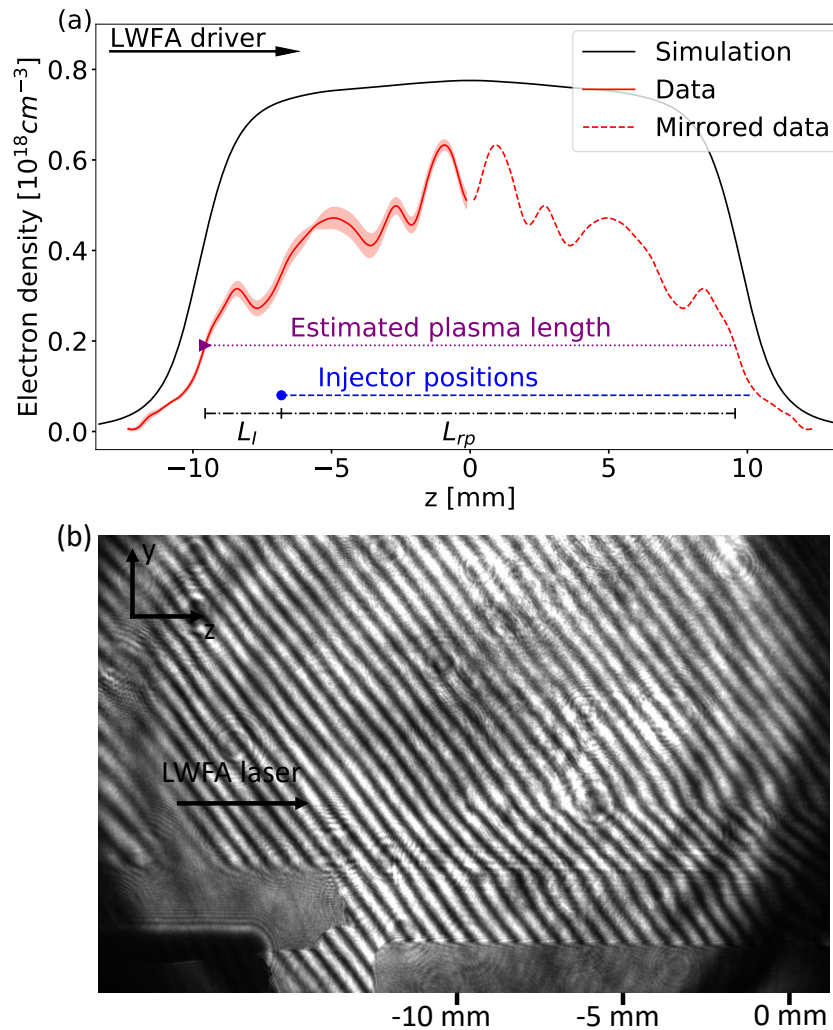 (a)
LWFA driver
Simulation
Data
Mirrored data
Electron density [10¹⁸cm⁻³]
0.8
0.6
0.4
0.2
0.0
Estimated plasma length
Injector positions
L_I
L_rp
−10
−5
0
5
10
z [mm]
(b)
y
z
LWFA laser
-10 mm
-5 mm
0 mm